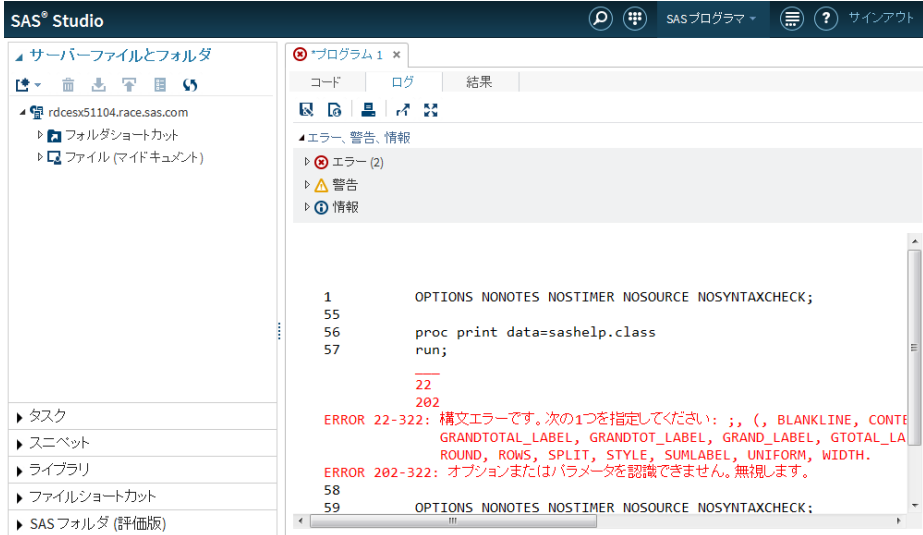 SAS® Studio
SASプログラマ
サインアウト
サーバーファイルとフォルダ
rdcesx51104.race.sas.com
フォルダショートカット
ファイル (マイドキュメント)
タスク
スニペット
ライブラリ
ファイルショートカット
SASフォルダ (評価版)
*プログラム 1
コード ログ 結果
エラー、警告、情報
エラー (2)
警告
情報
1 OPTIONS NONOTES NOSTIMER NOSOURCE NOSYNTAXCHECK;
55
56 proc print data=sashelp.class
57 run;
___
22
202
ERROR 22-322: 構文エラーです。次の1つを指定してください: ;, (, BLANKLINE, CONTE
GRANDTOTAL_LABEL, GRANDTOT_LABEL, GRAND_LABEL, GTOTAL_LA
ROUND, ROWS, SPLIT, STYLE, SUMLABEL, UNIFORM, WIDTH.
ERROR 202-322: オプションまたはパラメータを認識できません。無視します。
58
59 OPTIONS NONOTES NOSTIMER NOSOURCE NOSYNTAXCHECK;